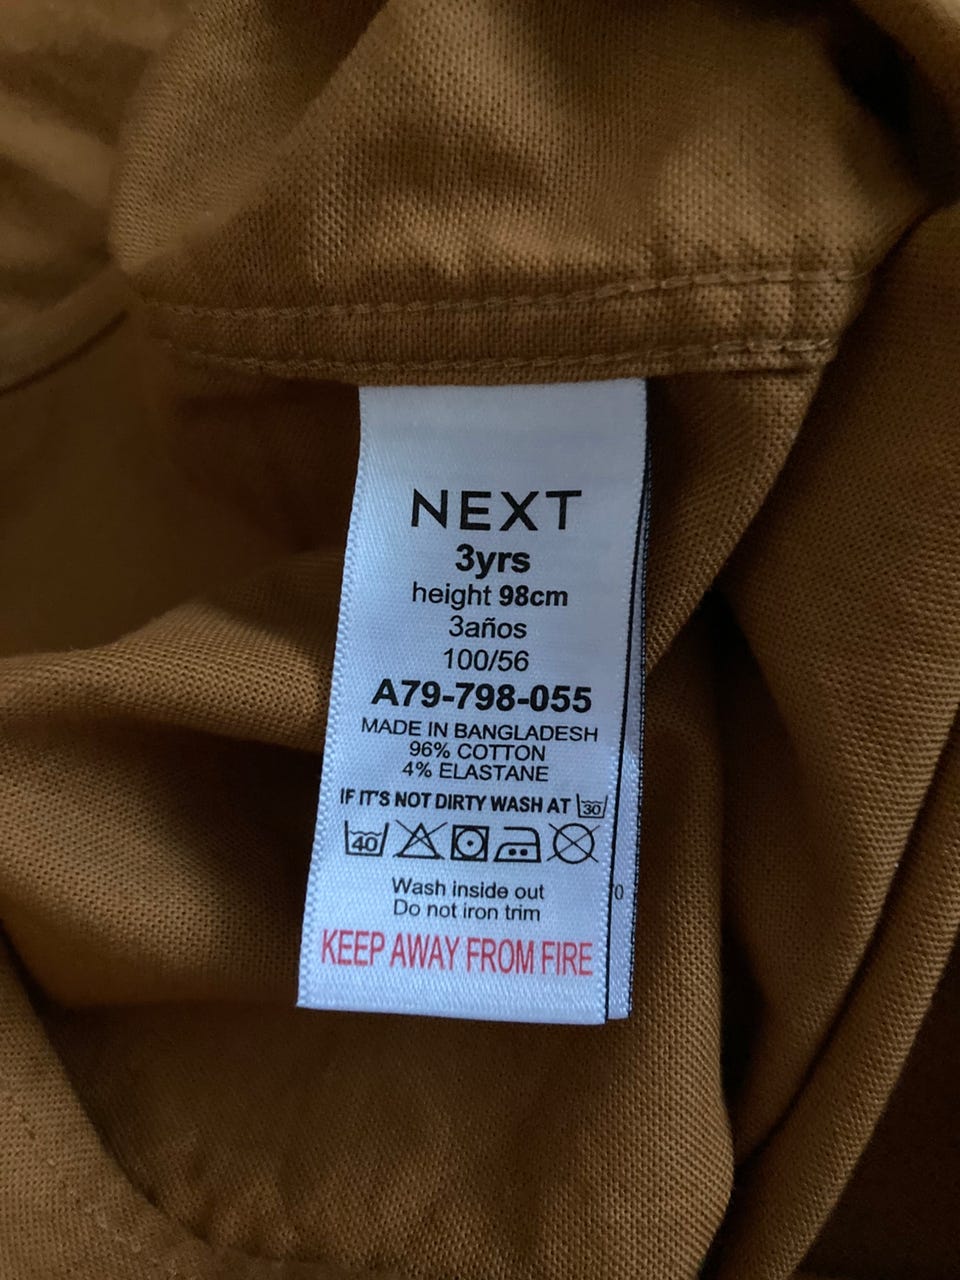 NEXT
3yrs
height 98cm
3años
100/56
A79-798-055
MADE IN BANGLADESH
96% COTTON
4% ELASTANE
IF IT'S NOT DIRTY WASH AT 30
40
Wash inside out
0
Do not iron trim
KEEP AWAY FROM FIRE